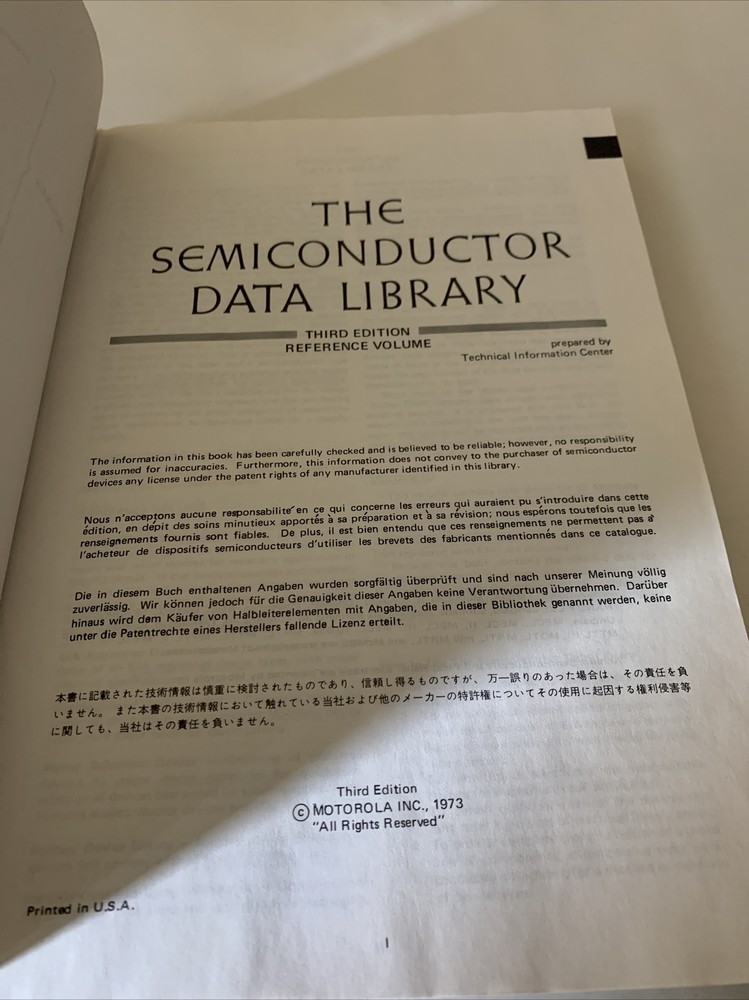 THE
SEMICONDUCTOR
DATA LIBRARY
THIRD EDITION
REFERENCE VOLUME
prepared by
Technical Information Center
The information in this book has been carefully checked and is believed to be reliable; however, no responsibility
is assumed for inaccuracies. Furthermore, this information does not convey to the purchaser of semiconductor
devices any license under the patent rights of any manufacturer identified in this library.
Nous n'acceptons aucune responsabilite´en ce qui concerne les erreurs qui auraient pu s'introduire dans cette
édition, en dépit des soins minutieux apportés à sa préparation et à sa révision; nous espérons toutefois que les
renseignements fournis sont fiables. De plus, il est bien entendu que ces renseignements ne permettent pas à
l'acheteur de dispositifs semiconducteurs d'utiliser les brevets des fabricants mentionnés dans ce catalogue.
Die in diesem Buch enthaltenen Angaben wurden sorgfältig überprüft und sind nach unserer Meinung völlig
zuverlässig. Wir können jedoch für die Genauigkeit dieser Angaben keine Verantwortung übernehmen. Darüber
hinaus wird dem Käufer von Halbleiterelementen mit Angaben, die in dieser Bibliothek genannt werden, keine
unter die Patentrechte eines Herstellers fallende Lizenz erteilt.
本書に記載された技術情報は慎重に検討されたものであり、信頼し得るものですが、 万一誤りのあった場合は、その責任を負
いません。 また本書の技術情報において触れている当社および他のメーカーの特許権についてその使用に起因する権利侵害等
に関しても、当社はその責任を負いません。
Third Edition
© MOTOROLA INC., 1973
"All Rights Reserved"
Printed in U.S.A.
I